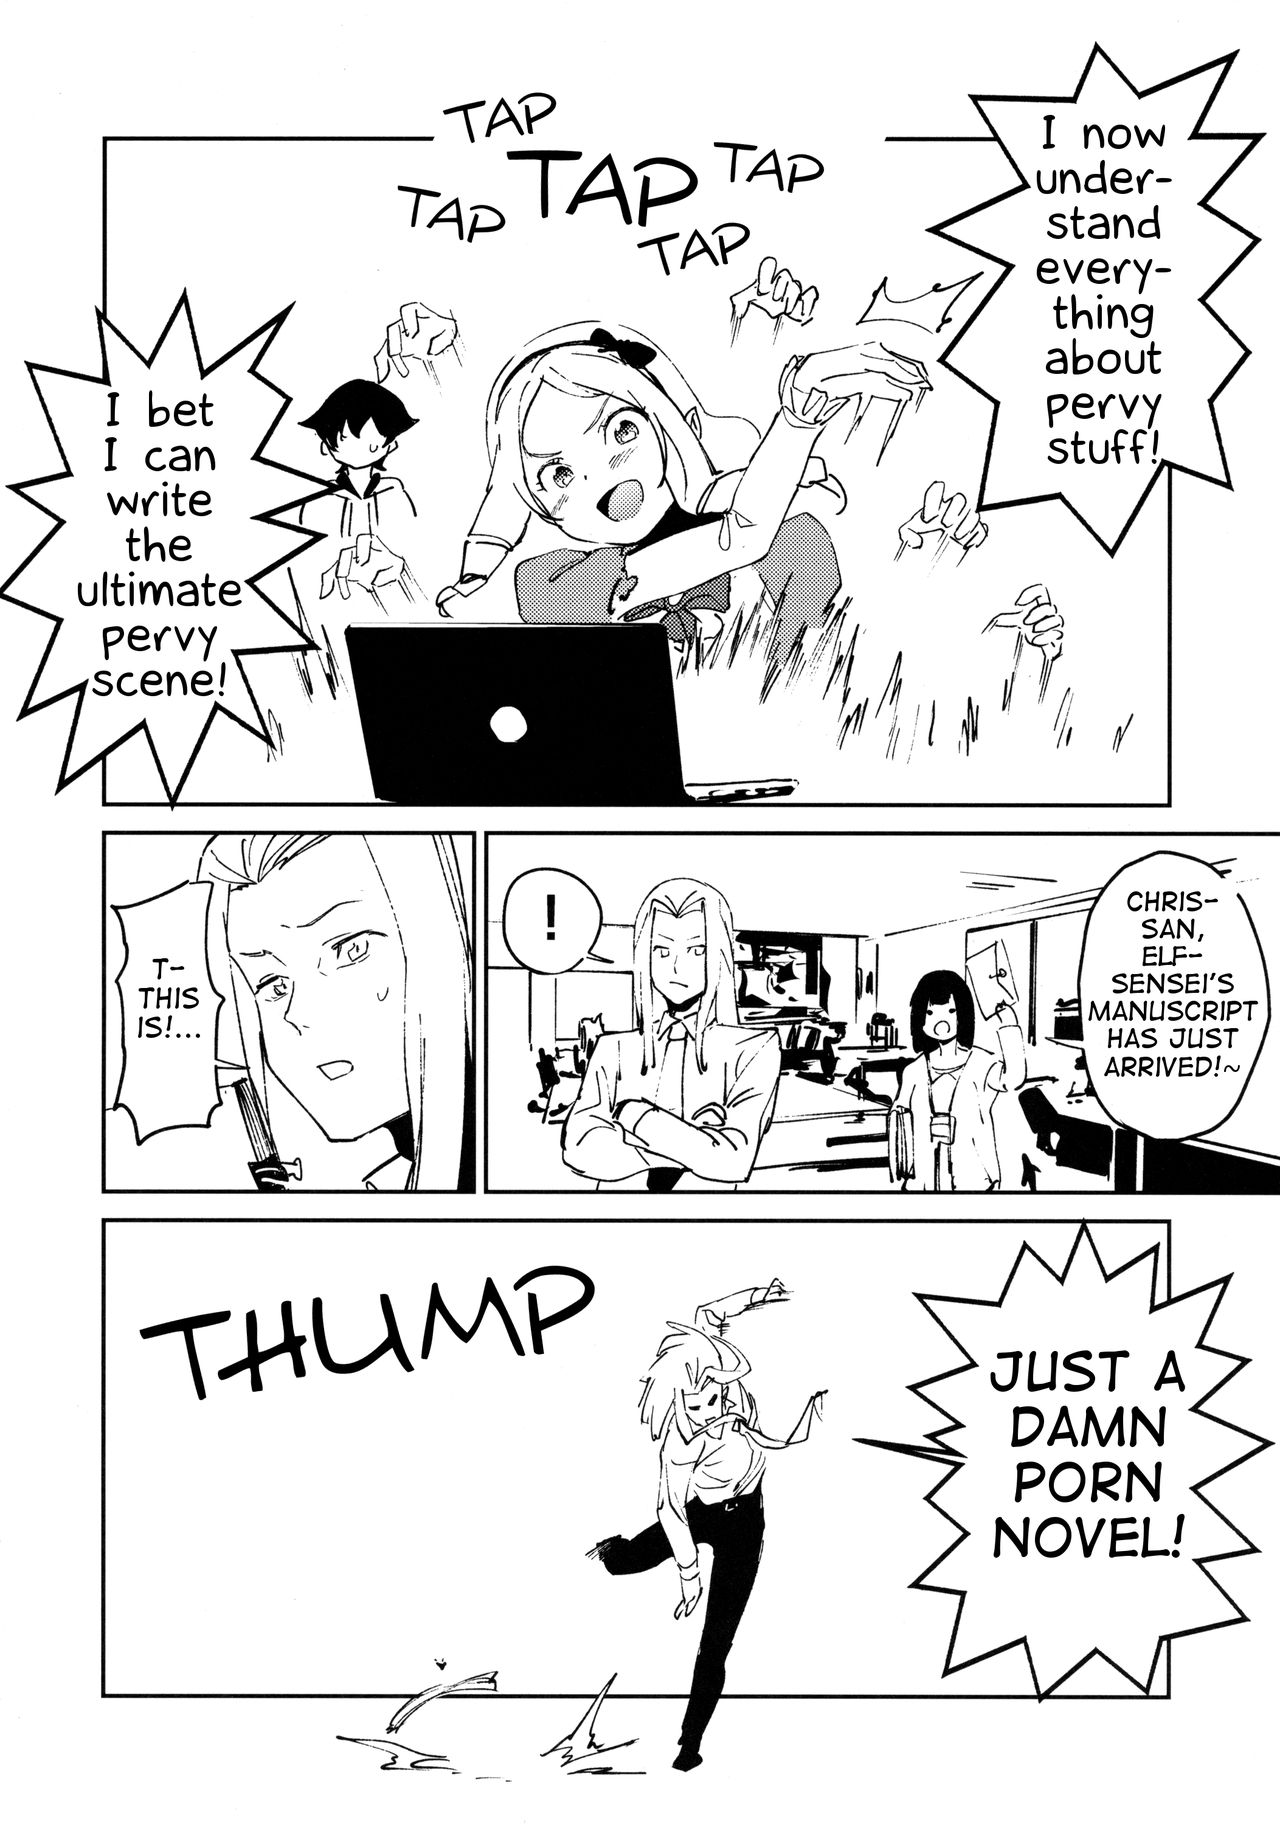 I now
under-
stand
every-
thing
about
pervy
stuff!
TAP
TAP
TAP
TAP
TAP
I bet
I can
write
the
ultimate
pervy
scene!
CHRIS-
SAN,
ELF-
SENSEI'S
MANUSCRIPT
HAS JUST
ARRIVED!~
!
T-
THIS
IS!...
JUST A
DAMN
PORN
NOVEL!
THUMP